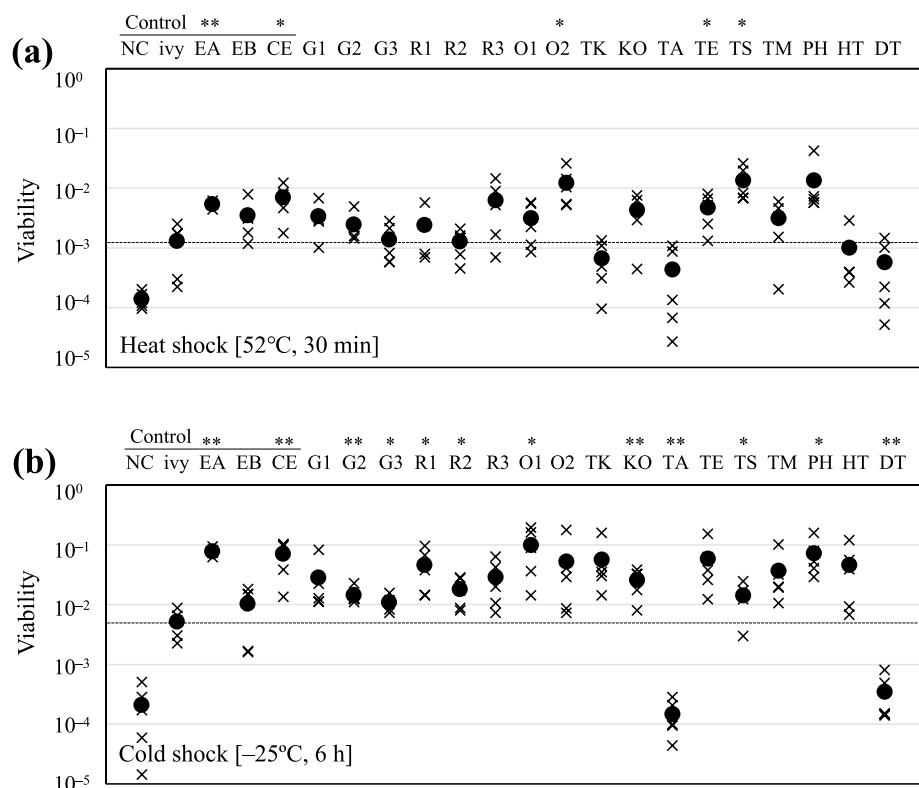 Control ** * * * *
(a) NC ivy EA EB CE G1 G2 G3 R1 R2 R3 O1 O2 TK KO TA TE TS TM PH HT DT
10⁰
10⁻¹
10⁻²
10⁻³
10⁻⁴
10⁻⁵
Viability
Heat shock [52℃, 30 min]
Control ** ** ** * * * * ** ** * * **
(b) NC ivy EA EB CE G1 G2 G3 R1 R2 R3 O1 O2 TK KO TA TE TS TM PH HT DT
10⁰
10⁻¹
10⁻²
10⁻³
10⁻⁴
10⁻⁵
Viability
Cold shock [–25ºC, 6 h]